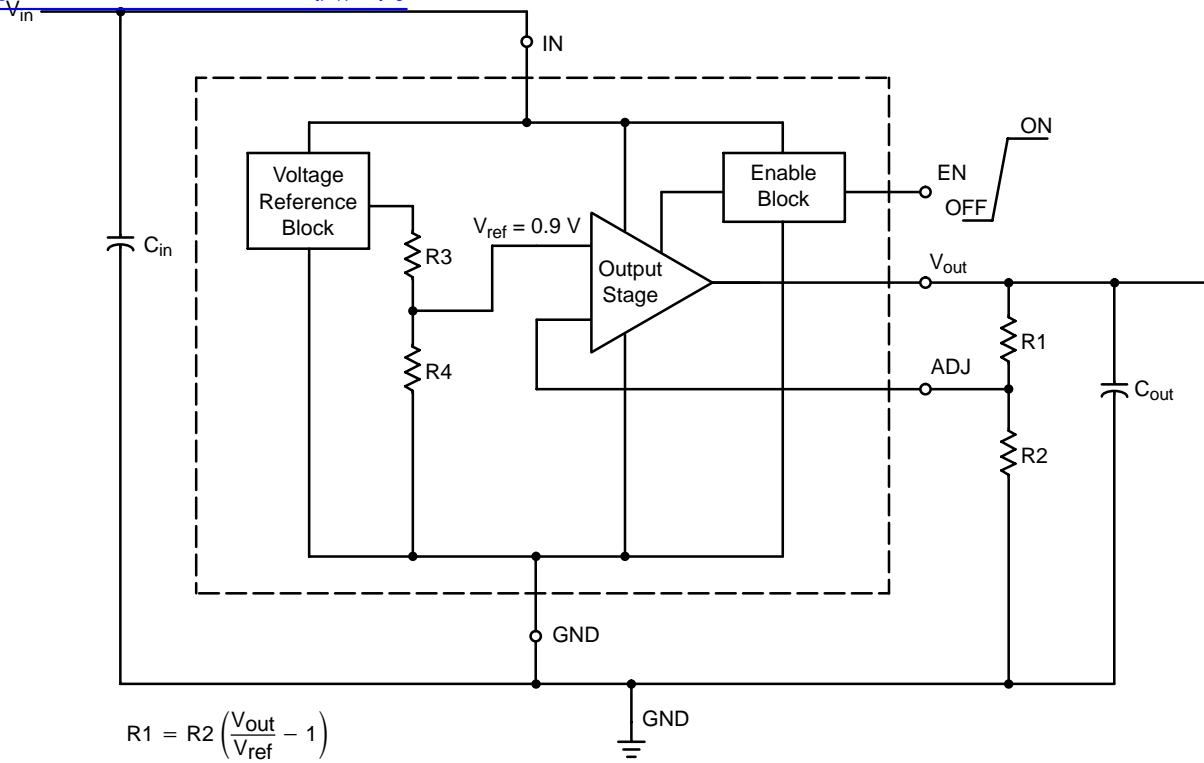 Vin
IN
ON
EN
OFF
Voltage
Reference
Block
Enable
Block
Cin
R3
Vref = 0.9 V
Output
Stage
Vout
R1
R4
ADJ
Cout
R2
GND
GND
R1 = R2 (Vout/Vref − 1)